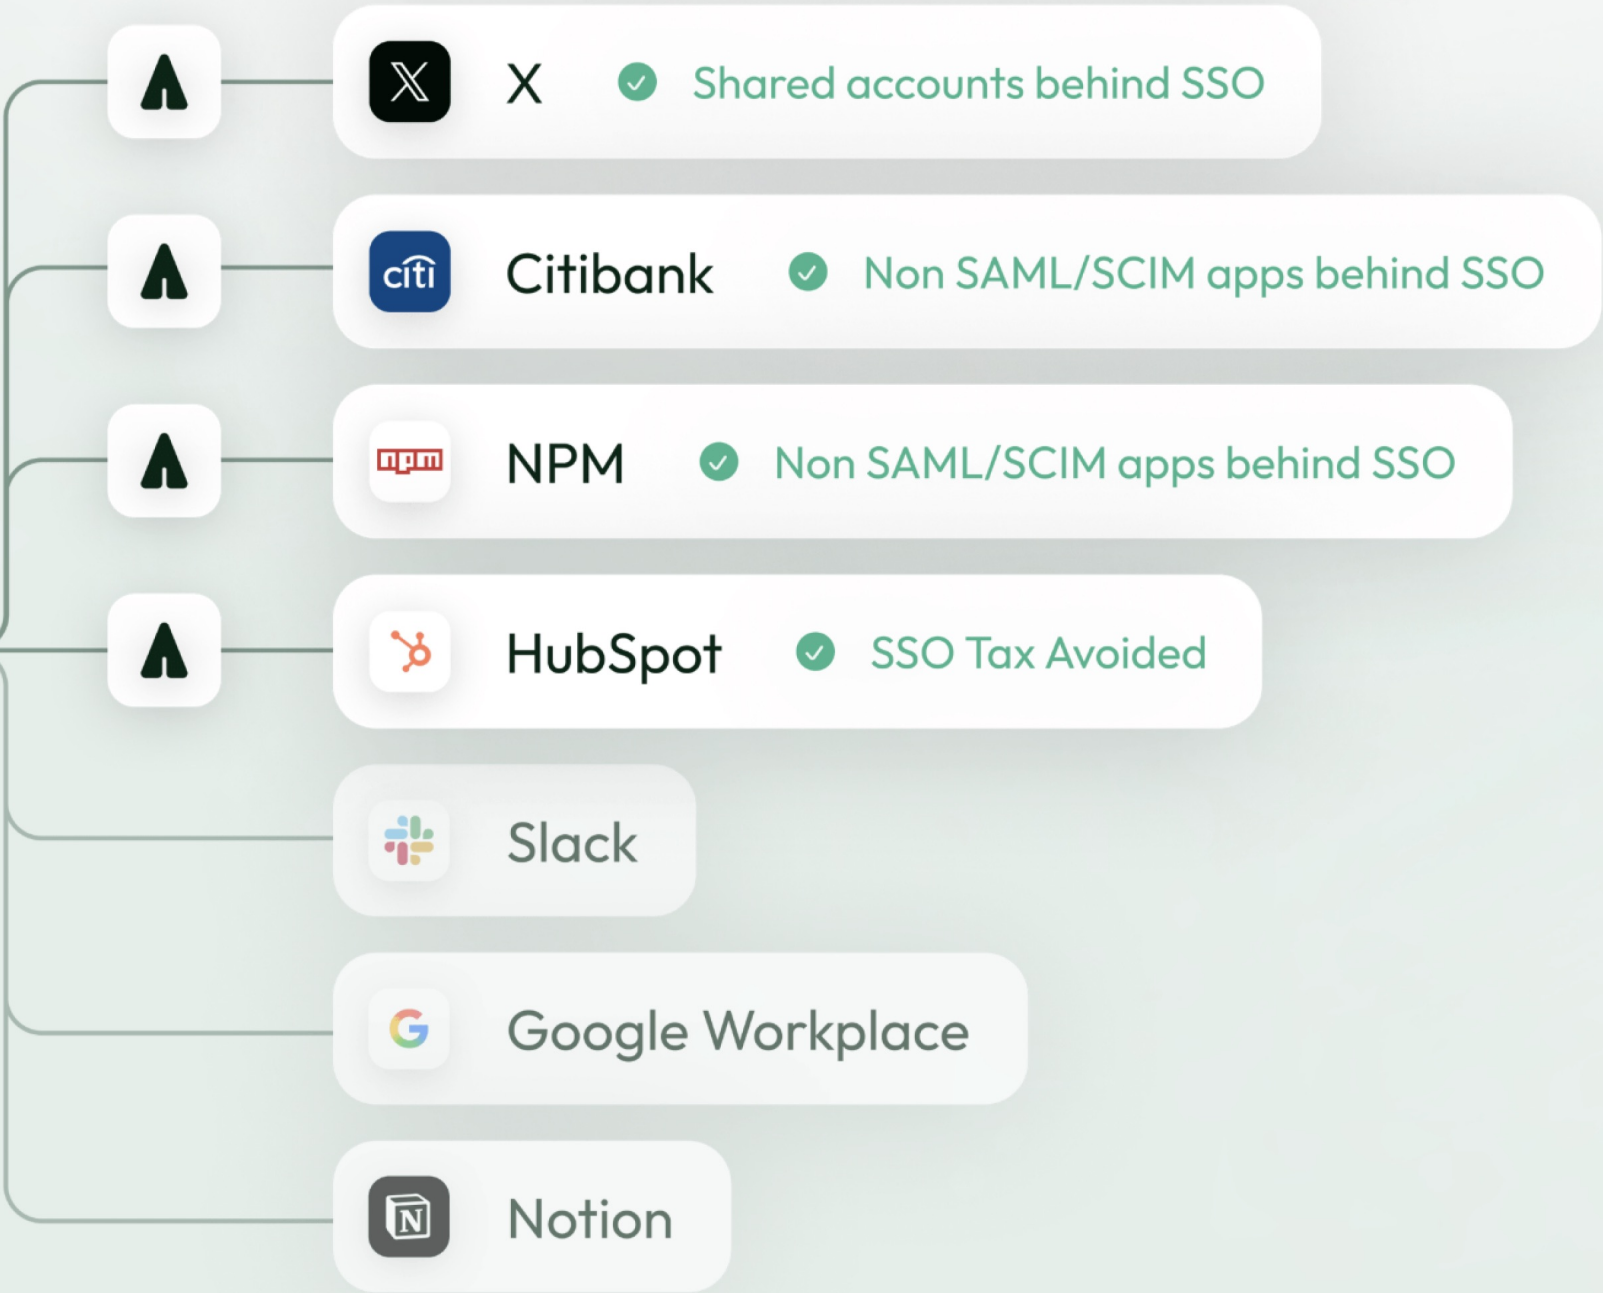 X Shared accounts behind SSO
citi Citibank Non SAML/SCIM apps behind SSO
npm NPM Non SAML/SCIM apps behind SSO
HubSpot SSO Tax Avoided
Slack
G Google Workplace
N Notion